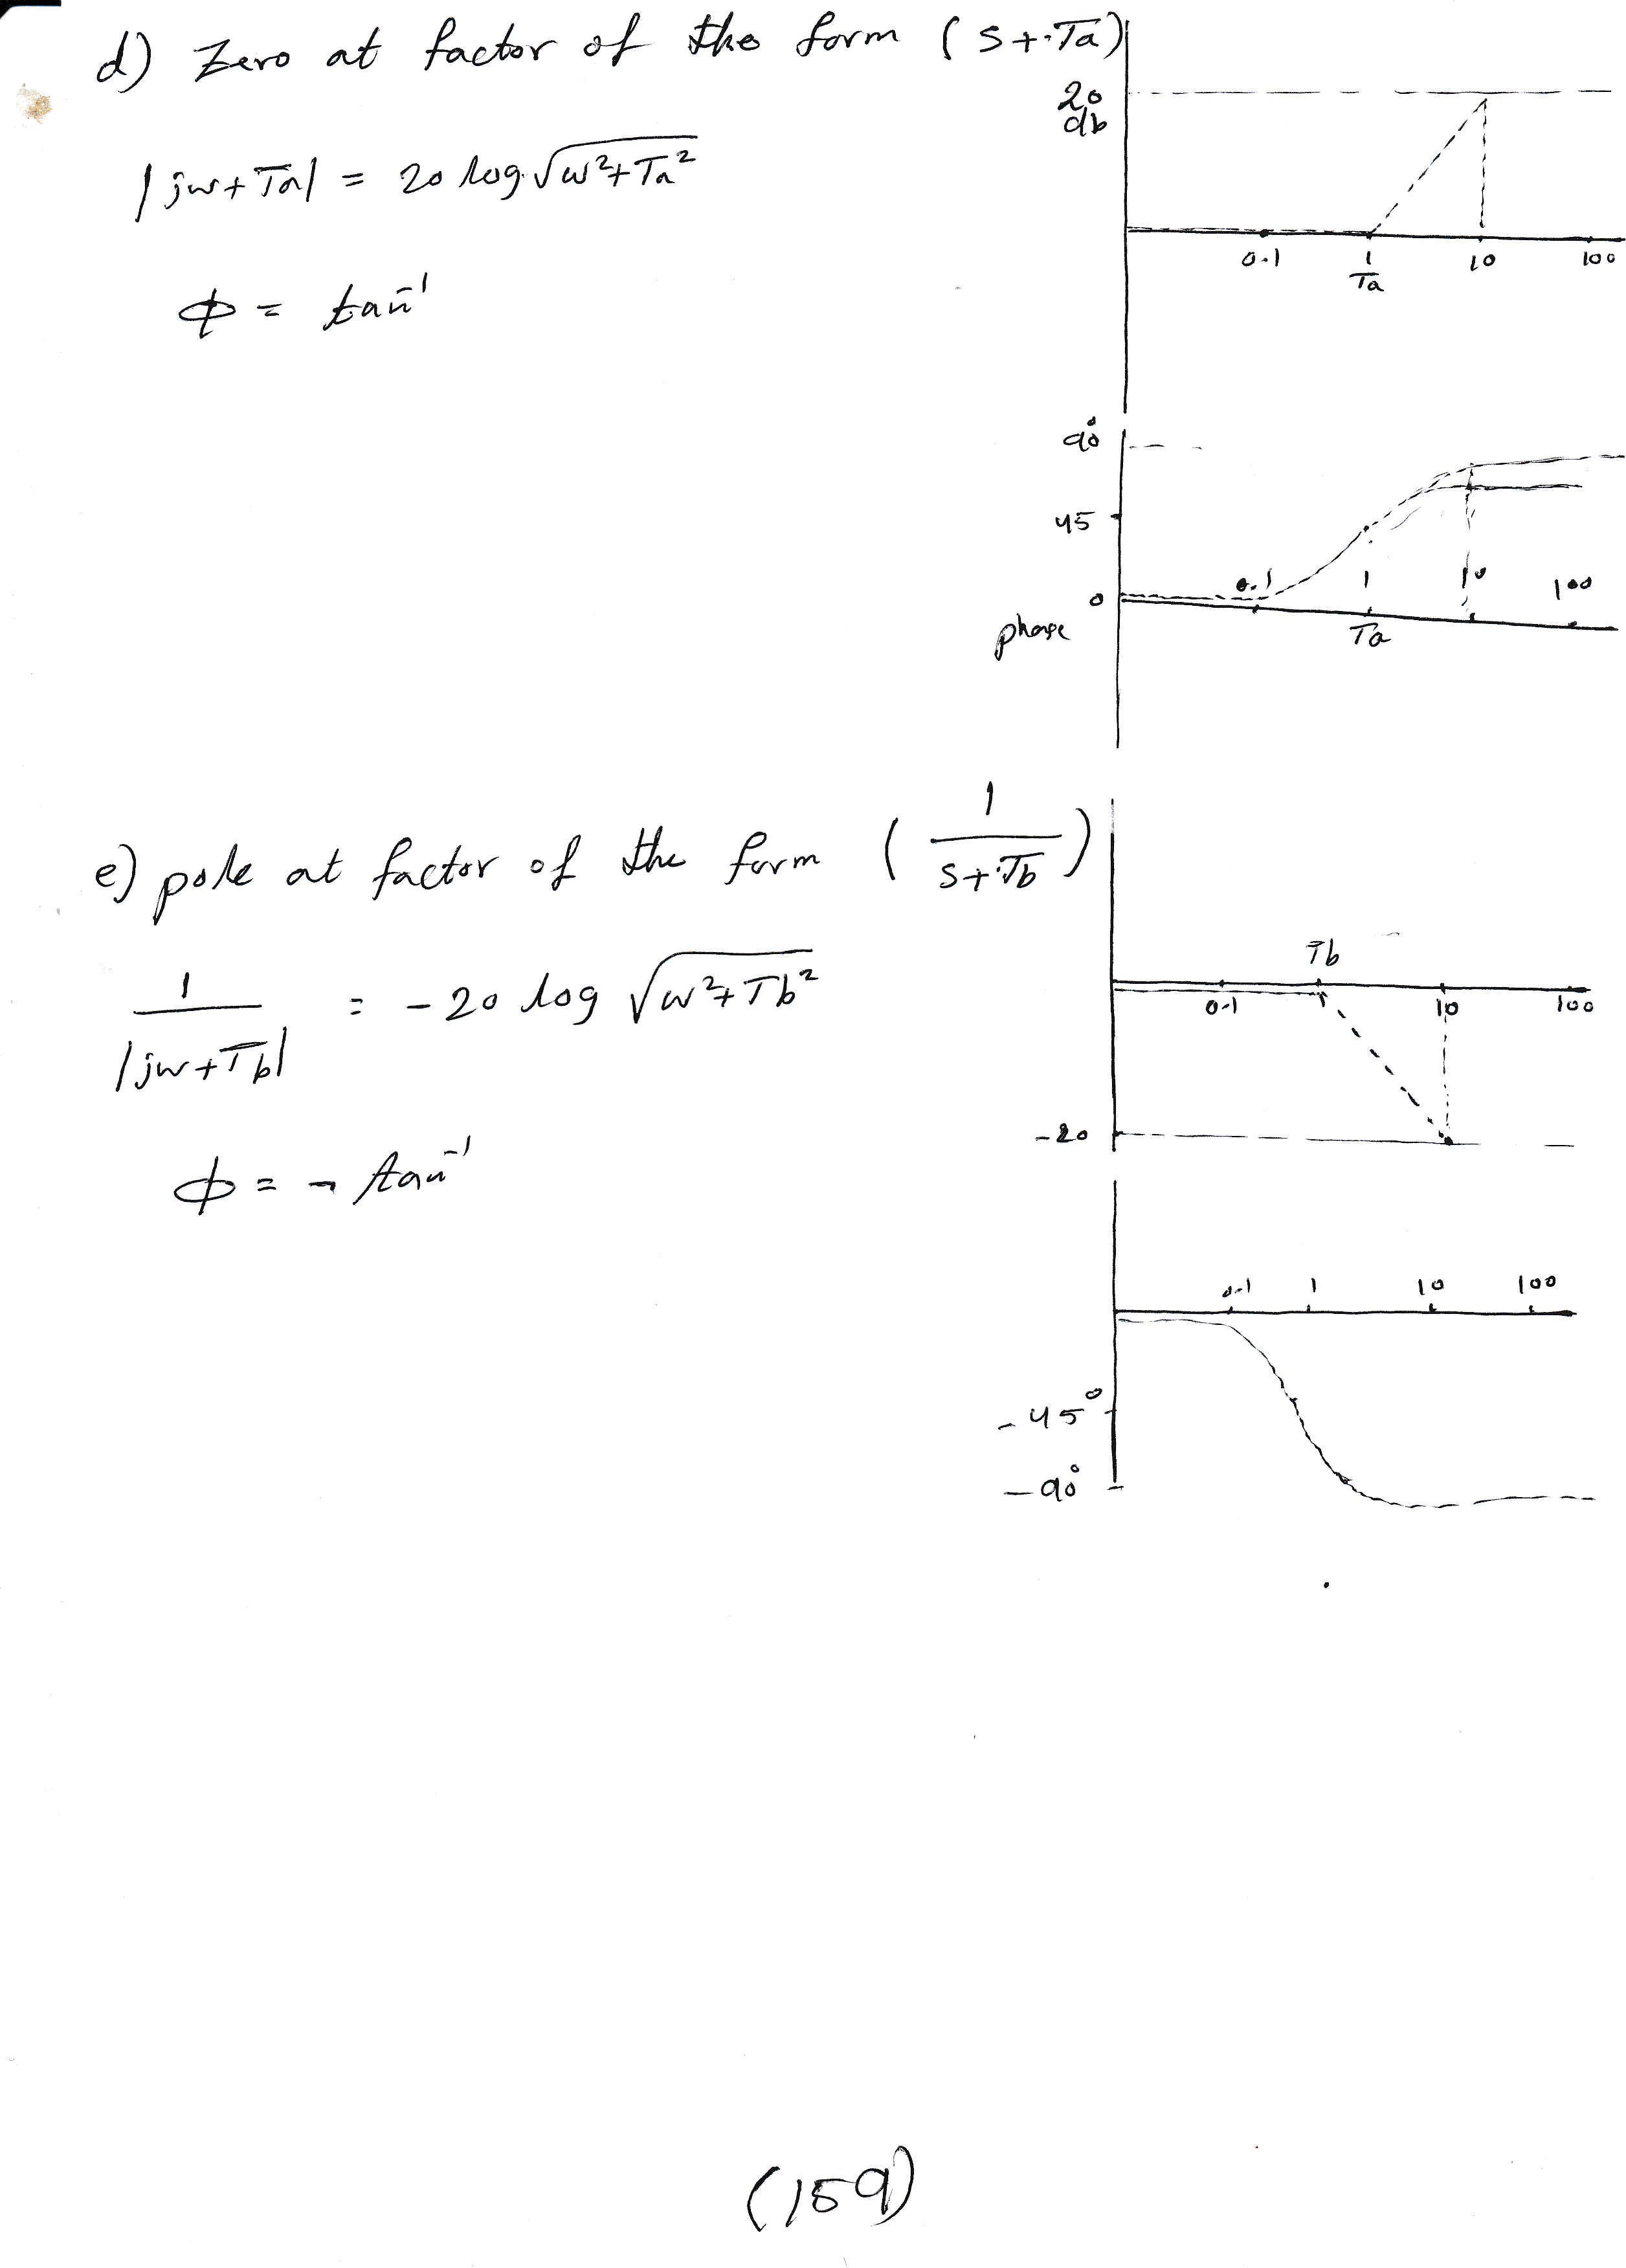 d) Zero at factor of the form (s+Ta)
20
db
|jw+Ta| = 20 log √w²+Ta²
0.1 1 10 100
Ta
φ = tan⁻¹
90°
45
0.1 1 10 100
0
phase
Ta
e) pole at factor of the form (1/(s+Tb))
Tb
1/|jw+Tb| = -20 log √w²+Tb²
0.1 1 10 100
-20
φ = - tan⁻¹
0.1 1 10 100
-45°
-90°
(159)